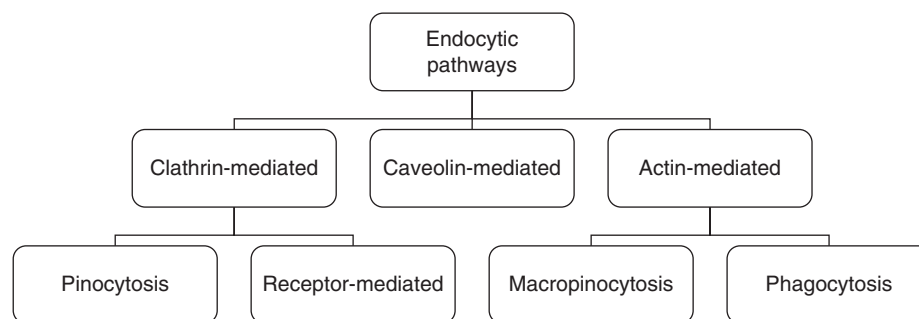 Endocytic
pathways
Clathrin-mediated
Caveolin-mediated
Actin-mediated
Pinocytosis
Receptor-mediated
Macropinocytosis
Phagocytosis